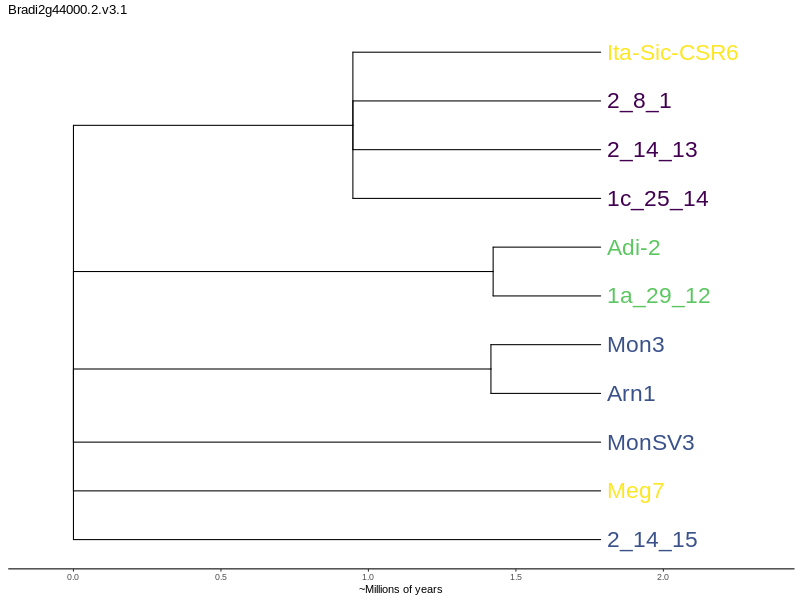 Bradi2g44000.2.v3.1
Ita-Sic-CSR6
2_8_1
2_14_13
1c_25_14
Adi-2
1a_29_12
Mon3
Arn1
MonSV3
Meg7
2_14_15
0.0 0.5 1.0 1.5 2.0
~Millions of years